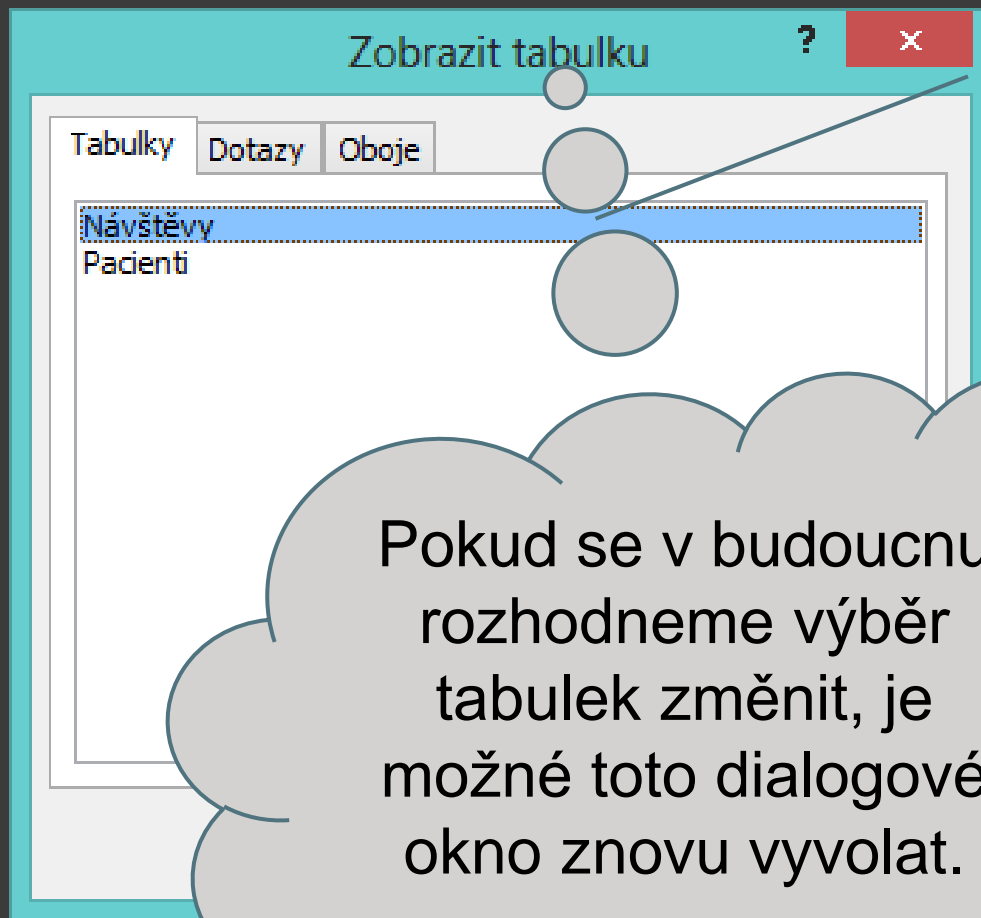 Zobrazit tabulku ? x
Tabulky Dotazy Oboje
Návštěvy
Pacienti
Pokud se v budoucnu
rozhodneme výběr
tabulek změnit, je
možné toto dialogové
okno znovu vyvolat.